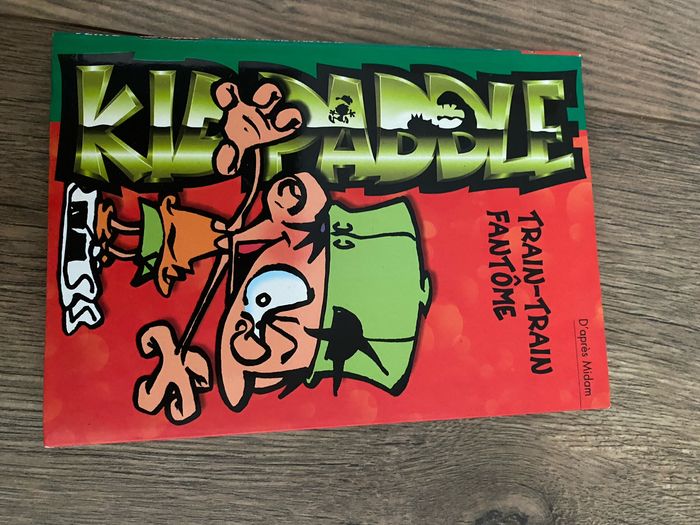 KID PADDLE
D'après Midam
TRAIN-TRAIN
FANTÔME